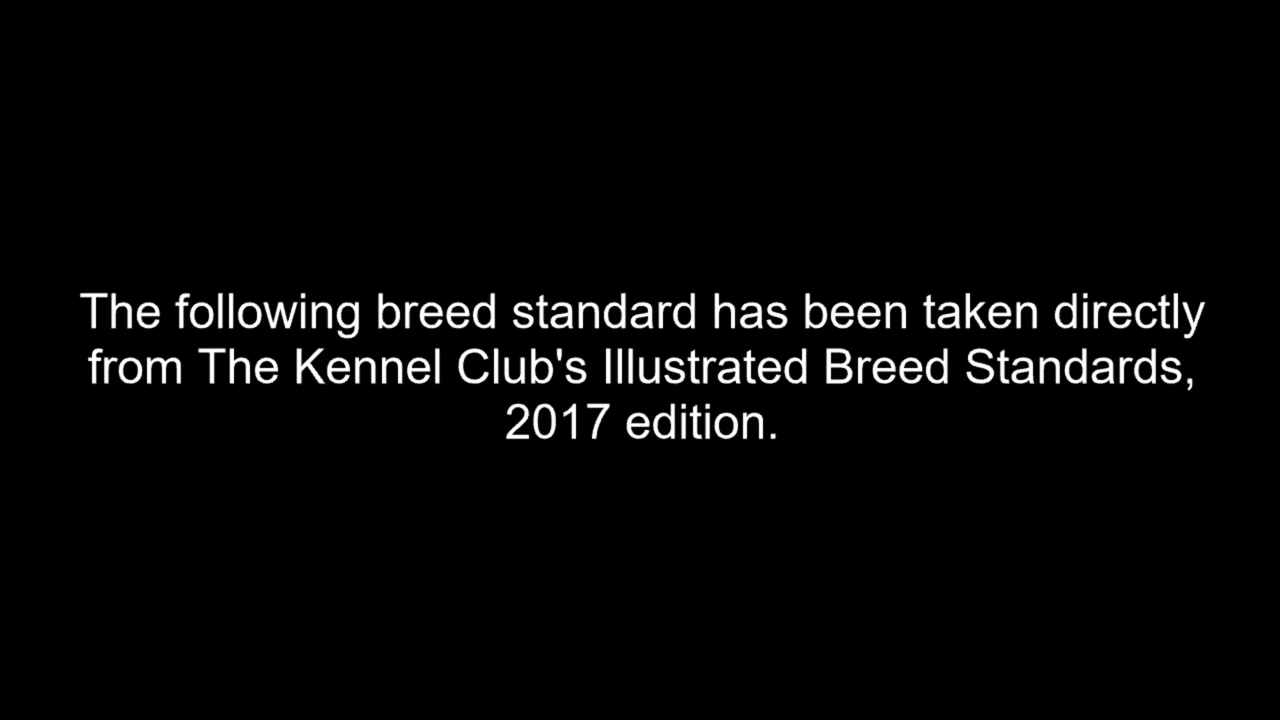 The following breed standard has been taken directly
from The Kennel Club's Illustrated Breed Standards,
2017 edition.